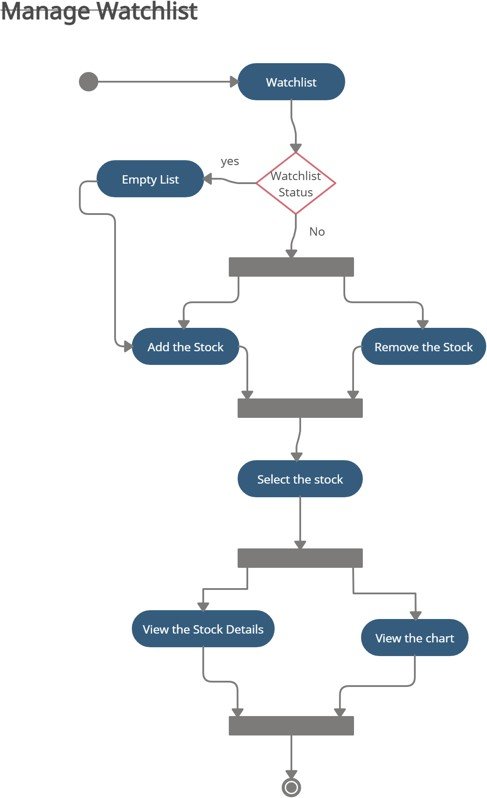 Manage Watchlist
Watchlist
yes
Empty List
Watchlist
Status
No
Add the Stock
Remove the Stock
Select the stock
View the Stock Details
View the chart